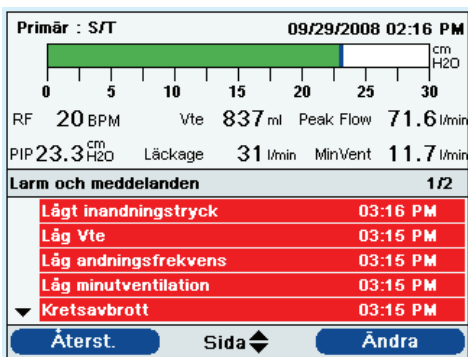 Primär : S/T 09/29/2008 02:16 PM
cm H2O
0 5 10 15 20 25 30
RF 20 BPM Vte 837 ml Peak Flow 71.6 l/min
PIP 23.3 cm H2O Läckage 31 l/min MinVent 11.7 l/min
Larm och meddelanden 1/2
Lågt inandningstryck 03:16 PM
Låg Vte 03:15 PM
Låg andningsfrekvens 03:15 PM
Låg minutventilation 03:15 PM
Kretsavbrott 03:15 PM
Återst. Sida Ändra